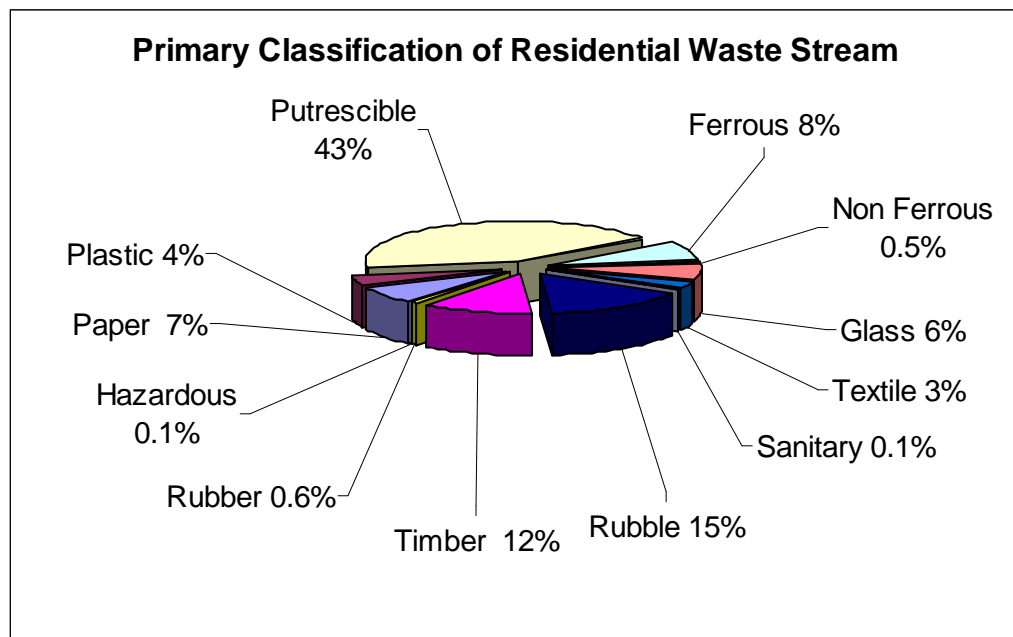 Primary Classification of Residential Waste Stream
Putrescible
43%
Ferrous 8%
Non Ferrous
0.5%
Plastic 4%
Paper 7%
Glass 6%
Hazardous
0.1%
Textile 3%
Sanitary 0.1%
Rubber 0.6%
Timber 12%
Rubble 15%